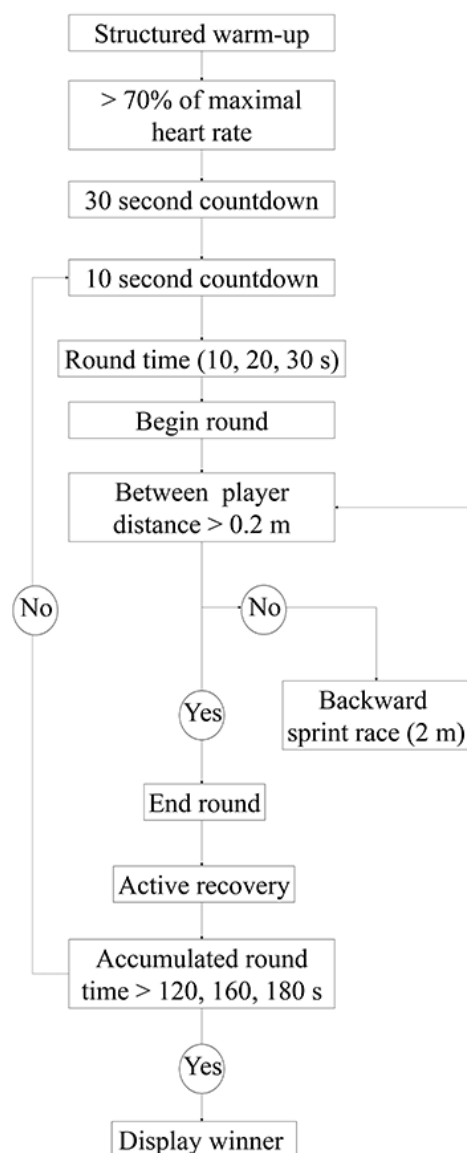 Structured warm-up
> 70% of maximal
heart rate
30 second countdown
10 second countdown
Round time (10, 20, 30 s)
Begin round
Between player
distance > 0.2 m
No
No
Yes
Backward
sprint race (2 m)
End round
Active recovery
Accumulated round
time > 120, 160, 180 s
Yes
Display winner